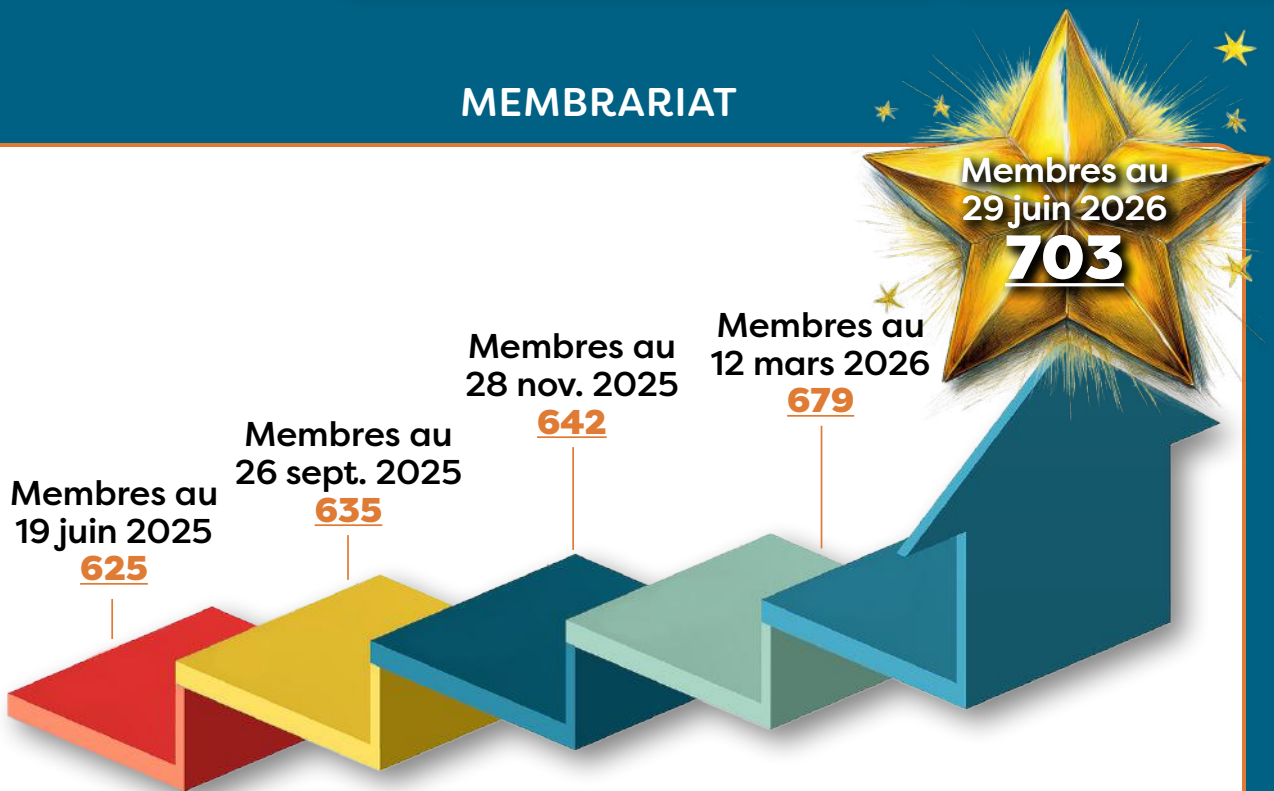 MEMBRARIAT
Membres au
19 juin 2025
625
Membres au
26 sept. 2025
635
Membres au
28 nov. 2025
642
Membres au
12 mars 2026
679
Membres au
29 juin 2026
703